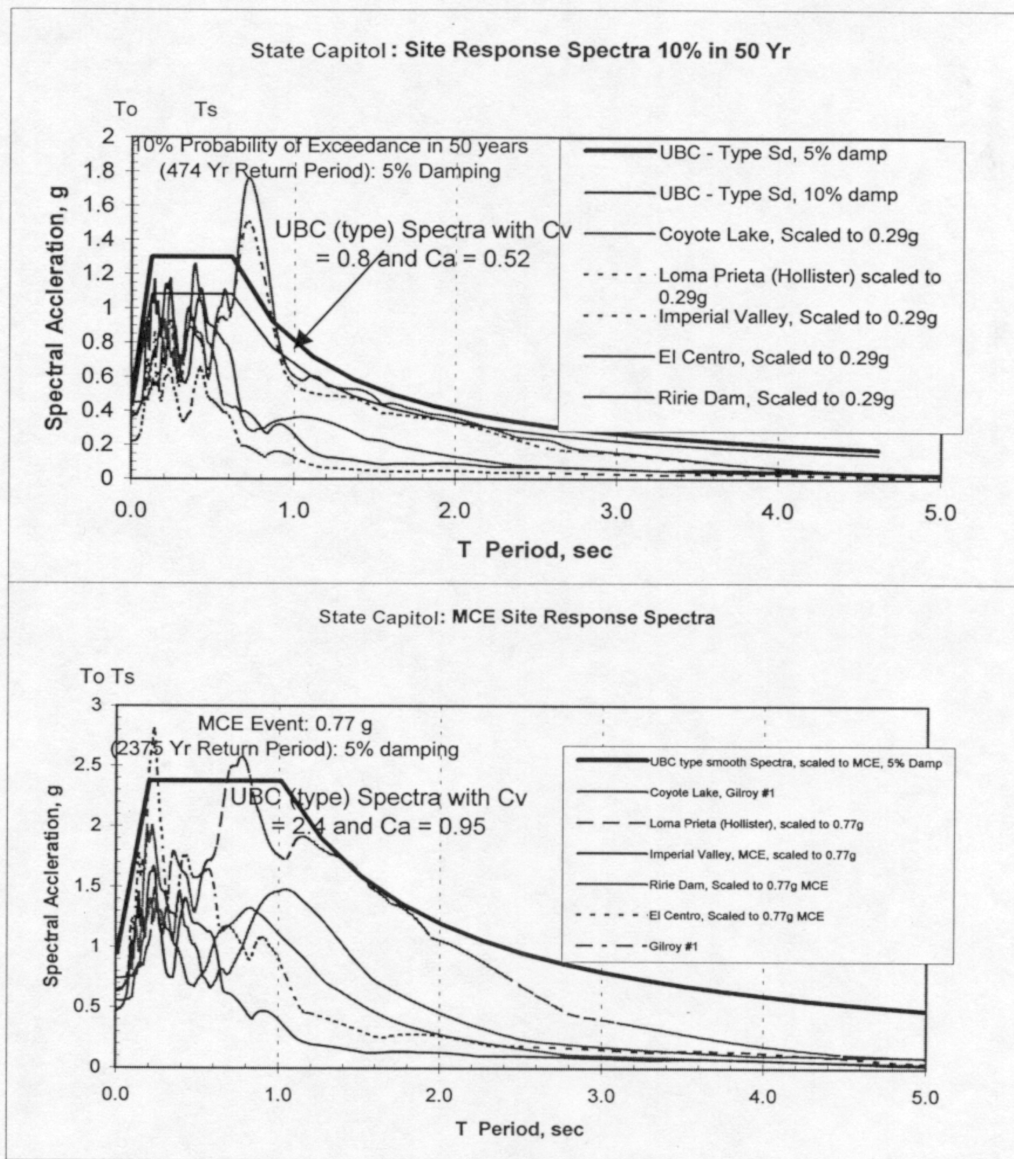 State Capitol: Site Response Spectra 10% in 50 Yr
To Ts
2
1.8
1.6
1.4
1.2
1
0.8
0.6
0.4
0.2
0
Spectral Accleration, g
10% Probability of Exceedance in 50 years
(474 Yr Return Period): 5% Damping
UBC (type) Spectra with Cv
= 0.8 and Ca = 0.52
UBC - Type Sd, 5% damp
UBC - Type Sd, 10% damp
Coyote Lake, Scaled to 0.29g
Loma Prieta (Hollister) scaled to
0.29g
Imperial Valley, Scaled to 0.29g
El Centro, Scaled to 0.29g
Ririe Dam, Scaled to 0.29g
0.0 1.0 2.0 3.0 4.0 5.0
T Period, sec
State Capitol: MCE Site Response Spectra
To Ts
3
2.5
2
1.5
1
0.5
0
Spectral Accleration, g
MCE Event: 0.77 g
(2375 Yr Return Period): 5% damping
UBC (type) Spectra with Cv
= 2.4 and Ca = 0.95
UBC type smooth Spectra, scaled to MCE, 5% Damp
Coyote Lake, Gilroy #1
Loma Prieta (Hollister), scaled to 0.77g
Imperial Valley, MCE, scaled to 0.77g
Ririe Dam, Scaled to 0.77g MCE
El Centro, Scaled to 0.77g MCE
Gilroy #1
0.0 1.0 2.0 3.0 4.0 5.0
T Period, sec